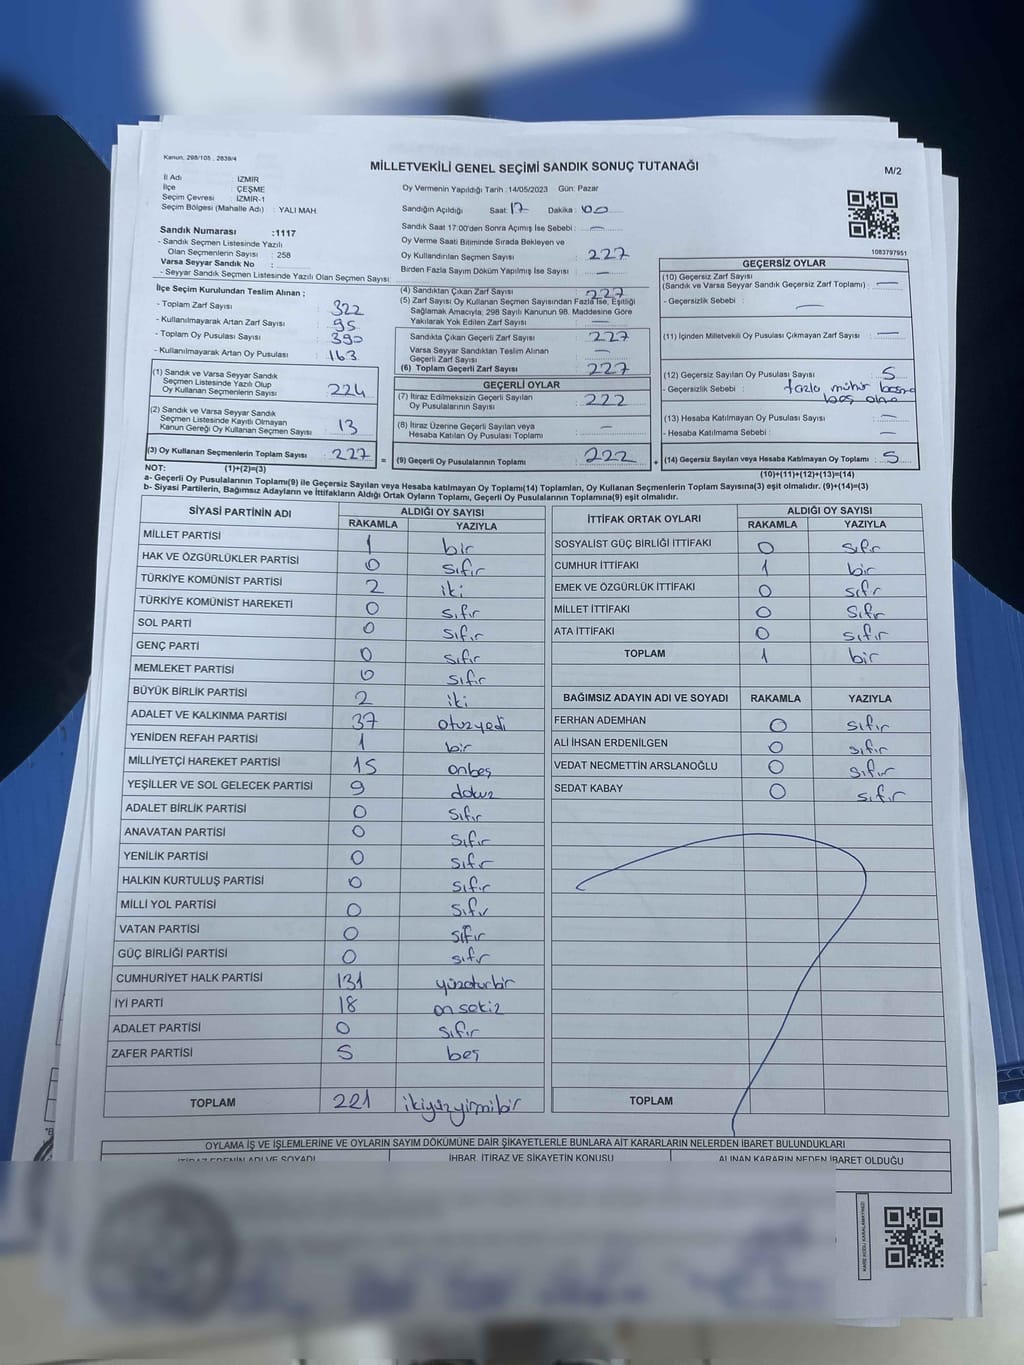 Kanun, 298/105 , 2839/4
MİLLETVEKİLİ GENEL SEÇİMİ SANDIK SONUÇ TUTANAĞI
M/2
İl Adı : İZMİR
İlçe : ÇEŞME
Seçim Çevresi : İZMİR-1
Seçim Bölgesi (Mahalle Adı) : YALI MAH.
Sandık Numarası :1117
- Sandık Seçmen Listesinde Yazılı
Olan Seçmenlerin Sayısı : 258
Varsa Seyyar Sandık No :
- Seyyar Sandık Seçmen Listesinde Yazılı Olan Seçmen Sayısı
Oy Vermenin Yapıldığı Tarih :14/05/2023 Gün: Pazar
Sandığın Açıldığı Saat: 17 Dakika : 00
Sandık Saat 17:00'den Sonra Açımış İse Sebebi : —
Oy Verme Saati Bitiminde Sırada Bekleyen ve
Oy Kullandırılan Seçmen Sayısı : 227
Birden Fazla Sayım Döküm Yapılmış İse Sayısı : —
1083797951
İlçe Seçim Kurulundan Teslim Alınan ;
- Toplam Zarf Sayısı : 322
- Kullanılmayarak Artan Zarf Sayısı : 95
- Toplam Oy Pusulası Sayısı : 390
- Kullanılmayarak Artan Oy Pusulası : 163
(1) Sandık ve Varsa Seyyar Sandık
Seçmen Listesinde Yazılı Olup
Oy Kullanan Seçmenlerin Sayısı : 224
(2) Sandık ve Varsa Seyyar Sandık
Seçmen Listesinde Kayıtlı Olmayan
Kanun Gereği Oy Kullanan Seçmen Sayısı : 13
(3) Oy Kullanan Seçmenlerin Toplam Sayısı : 227
(4) Sandıktan Çıkan Zarf Sayısı : 227
(5) Zarf Sayısı Oy Kullanan Seçmen Sayısından Fazla İse, Eşitliği
Sağlamak Amacıyla; 298 Sayılı Kanunun 98. Maddesine Göre
Yakılarak Yok Edilen Zarf Sayısı : —
Sandıkta Çıkan Geçerli Zarf Sayısı : 227
Varsa Seyyar Sandıktan Teslim Alınan
Geçerli Zarf Sayısı : —
(6) Toplam Geçerli Zarf Sayısı : 227
GEÇERLİ OYLAR
(7) İtiraz Edilmeksizin Geçerli Sayılan
Oy Pusulalarının Sayısı : 222
(8) İtiraz Üzerine Geçerli Sayılan veya
Hesaba Katılan Oy Pusulası Toplamı : —
= (9) Geçerli Oy Pusulalarının Toplamı : 222
GEÇERSİZ OYLAR
(10) Geçersiz Zarf Sayısı
(Sandık ve Varsa Seyyar Sandık Geçersiz Zarf Toplamı) : —
- Geçersizlik Sebebi : —
(11) İçinden Milletvekili Oy Pusulası Çıkmayan Zarf Sayısı : —
(12) Geçersiz Sayılan Oy Pusulası Sayısı : 5
- Geçersizlik Sebebi : fazla mühür basma
boş olma
(13) Hesaba Katılmayan Oy Pusulası Sayısı : —
- Hesaba Katılmama Sebebi : —
+ (14) Geçersiz Sayılan veya Hesaba Katılmayan Oy Toplamı : 5
NOT: (1)+(2)=(3) (10)+(11)+(12)+(13)=(14)
a- Geçerli Oy Pusulalarının Toplamı(9) ile Geçersiz Sayılan veya Hesaba katılmayan Oy Toplamı(14) Toplamları, Oy Kullanan Seçmenlerin Toplam Sayısına(3) eşit olmalıdır. (9)+(14)=(3)
b- Siyasi Partilerin, Bağımsız Adayların ve İttifakların Aldığı Ortak Oyların Toplamı, Geçerli Oy Pusulalarının Toplamına(9) eşit olmalıdır.
SİYASİ PARTİNİN ADI ALDIĞI OY SAYISI
RAKAMLA YAZIYLA
MİLLET PARTİSİ 1 bir
HAK VE ÖZGÜRLÜKLER PARTİSİ 0 sıfır
TÜRKİYE KOMÜNİST PARTİSİ 2 iki
TÜRKİYE KOMÜNİST HAREKETİ 0 sıfır
SOL PARTİ 0 sıfır
GENÇ PARTİ 0 sıfır
MEMLEKET PARTİSİ 0 sıfır
BÜYÜK BİRLİK PARTİSİ 2 iki
ADALET VE KALKINMA PARTİSİ 37 otuzyedi
YENİDEN REFAH PARTİSİ 1 bir
MİLLİYETÇİ HAREKET PARTİSİ 15 onbeş
YEŞİLLER VE SOL GELECEK PARTİSİ 9 dokuz
ADALET BİRLİK PARTİSİ 0 sıfır
ANAVATAN PARTİSİ 0 sıfır
YENİLİK PARTİSİ 0 sıfır
HALKIN KURTULUŞ PARTİSİ 0 sıfır
MİLLİ YOL PARTİSİ 0 sıfır
VATAN PARTİSİ 0 sıfır
GÜÇ BİRLİĞİ PARTİSİ 0 sıfır
CUMHURİYET HALK PARTİSİ 131 yüzoturbir
İYİ PARTİ 18 on sekiz
ADALET PARTİSİ 0 sıfır
ZAFER PARTİSİ 5 beş
TOPLAM 221 ikiyüzyirmibir
İTTİFAK ORTAK OYLARI ALDIĞI OY SAYISI
RAKAMLA YAZIYLA
SOSYALİST GÜÇ BİRLİĞİ İTTİFAKI 0 sıfır
CUMHUR İTTİFAKI 1 bir
EMEK VE ÖZGÜRLÜK İTTİFAKI 0 sıfır
MİLLET İTTİFAKI 0 sıfır
ATA İTTİFAKI 0 sıfır
TOPLAM 1 bir
BAĞIMSIZ ADAYIN ADI VE SOYADI RAKAMLA YAZIYLA
FERHAN ADEMHAN 0 sıfır
ALİ İHSAN ERDENİLGEN 0 sıfır
VEDAT NECMETTİN ARSLANOĞLU 0 sıfır
SEDAT KABAY 0 sıfır
TOPLAM
OYLAMA İŞ VE İŞLEMLERİNE VE OYLARIN SAYIM DÖKÜMÜNE DAİR ŞİKAYETLERLE BUNLARA AİT KARARLARIN NELERDEN İBARET BULUNDUKLARI
İTİRAZ EDENİN ADI VE SOYADI İHBAR, İTİRAZ VE ŞİKAYETİN KONUSU ALINAN KARARIN NEDEN İBARET OLDUĞU
KARE KODU KARALAMAYINIZ!